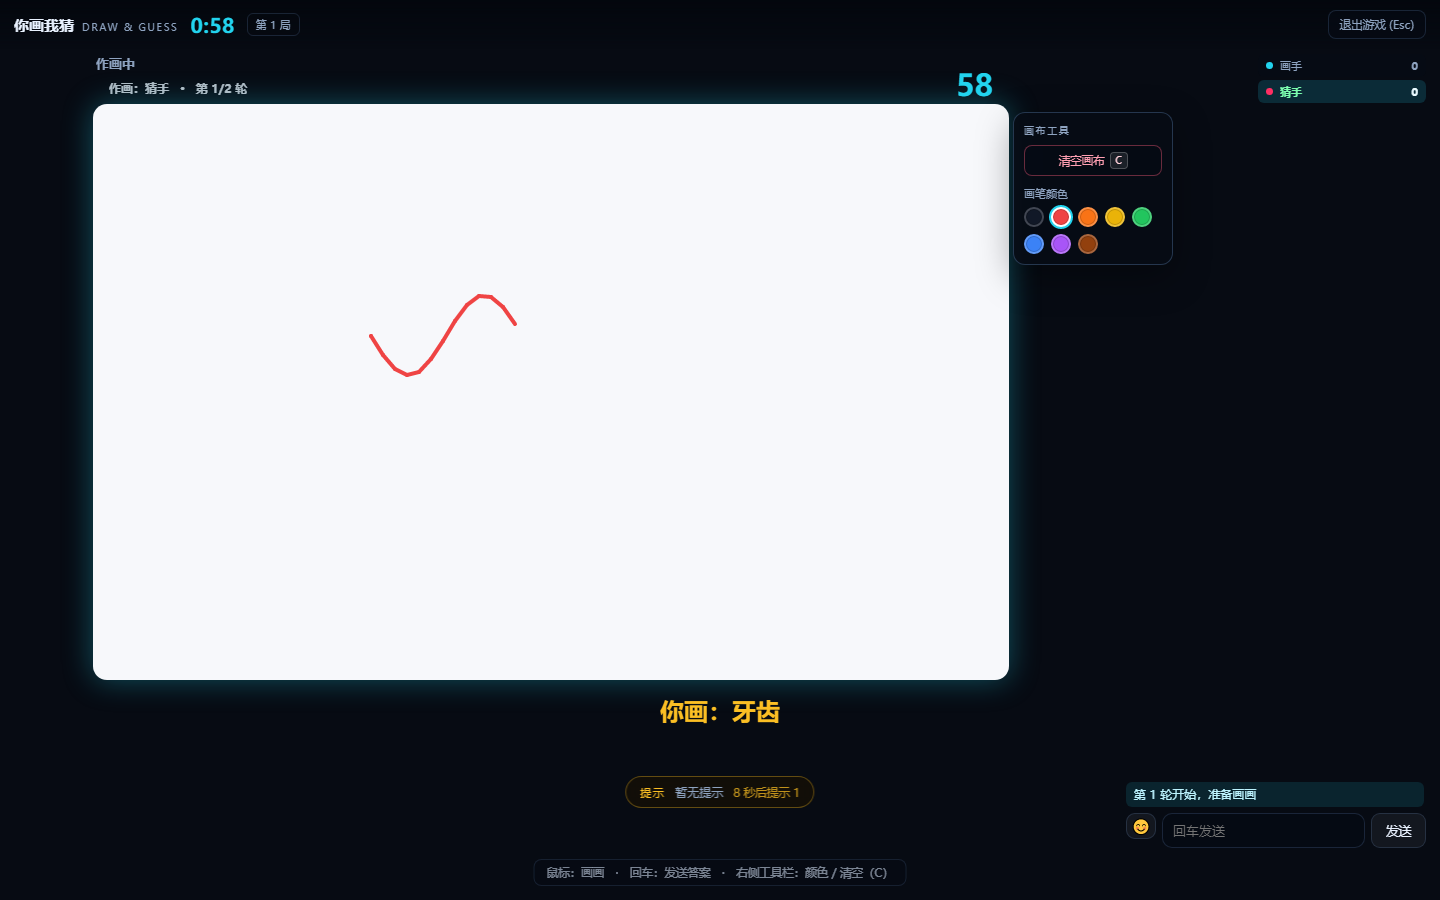 你画我猜 DRAW & GUESS 0:58 第 1 局
退出游戏 (Esc)
作画中
作画：猜手 • 第 1/2 轮
58
画手 0
猜手 0
画布工具
清空画布 C
画笔颜色
你画：牙齿
提示 暂无提示 8 秒后提示 1
第 1 轮开始，准备画画
回车发送
发送
鼠标：画画 · 回车：发送答案 · 右侧工具栏：颜色 / 清空（C）